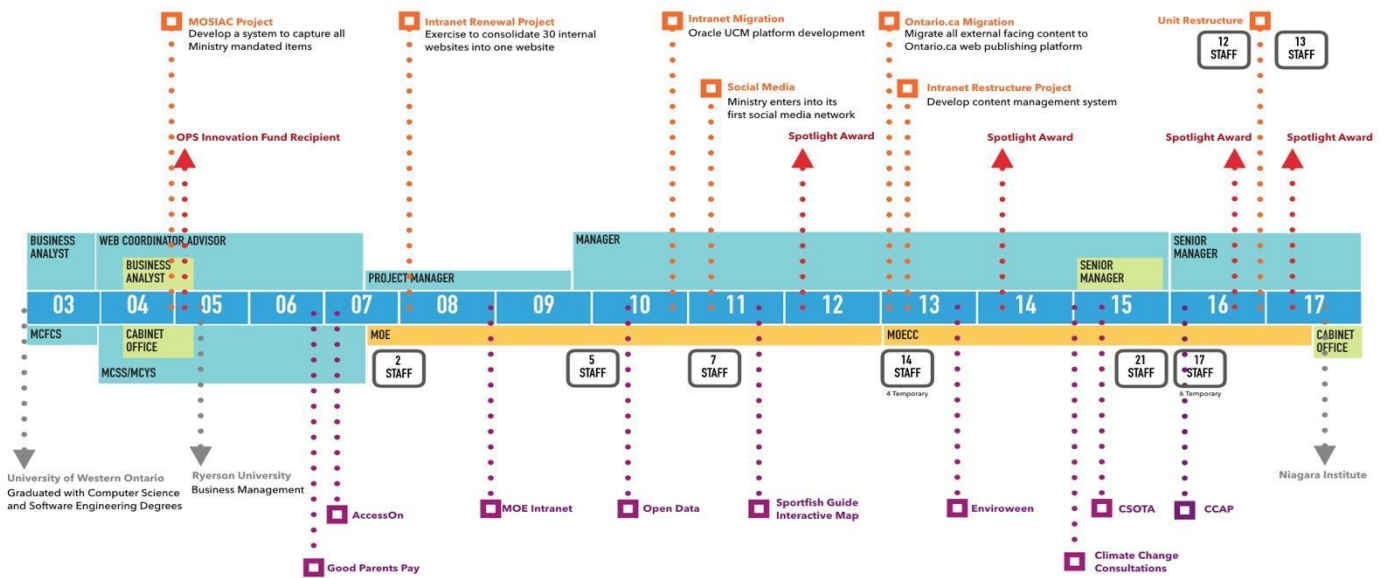 MOSIAC Project
Develop a system to capture all
Ministry mandated items
Intranet Renewal Project
Exercise to consolidate 30 internal
websites into one website
Intranet Migration
Oracle UCM platform development
Ontario.ca Migration
Migrate all external facing content to
Ontario.ca web publishing platform
Unit Restructure
12
STAFF
13
STAFF
Social Media
Ministry enters into its
first social media network
Intranet Restructure Project
Develop content management system
OPS Innovation Fund Recipient
Spotlight Award
Spotlight Award
Spotlight Award
Spotlight Award
BUSINESS
ANALYST
WEB COORDINATOR ADVISOR
BUSINESS
ANALYST
PROJECT MANAGER
MANAGER
SENIOR
MANAGER
SENIOR
MANAGER
03
04
05
06
07
08
09
10
11
12
13
14
15
16
17
MCFCS
CABINET
OFFICE
MCSS/MCYS
MOE
MOECC
CABINET
OFFICE
2
STAFF
5
STAFF
7
STAFF
14
STAFF
4 Temporary
21
STAFF
17
STAFF
6 Temporary
University of Western Ontario
Graduated with Computer Science
and Software Engineering Degrees
Ryerson University
Business Management
Niagara Institute
AccessOn
MOE Intranet
Open Data
Sportfish Guide
Interactive Map
Enviroween
CSOTA
CCAP
Good Parents Pay
Climate Change
Consultations